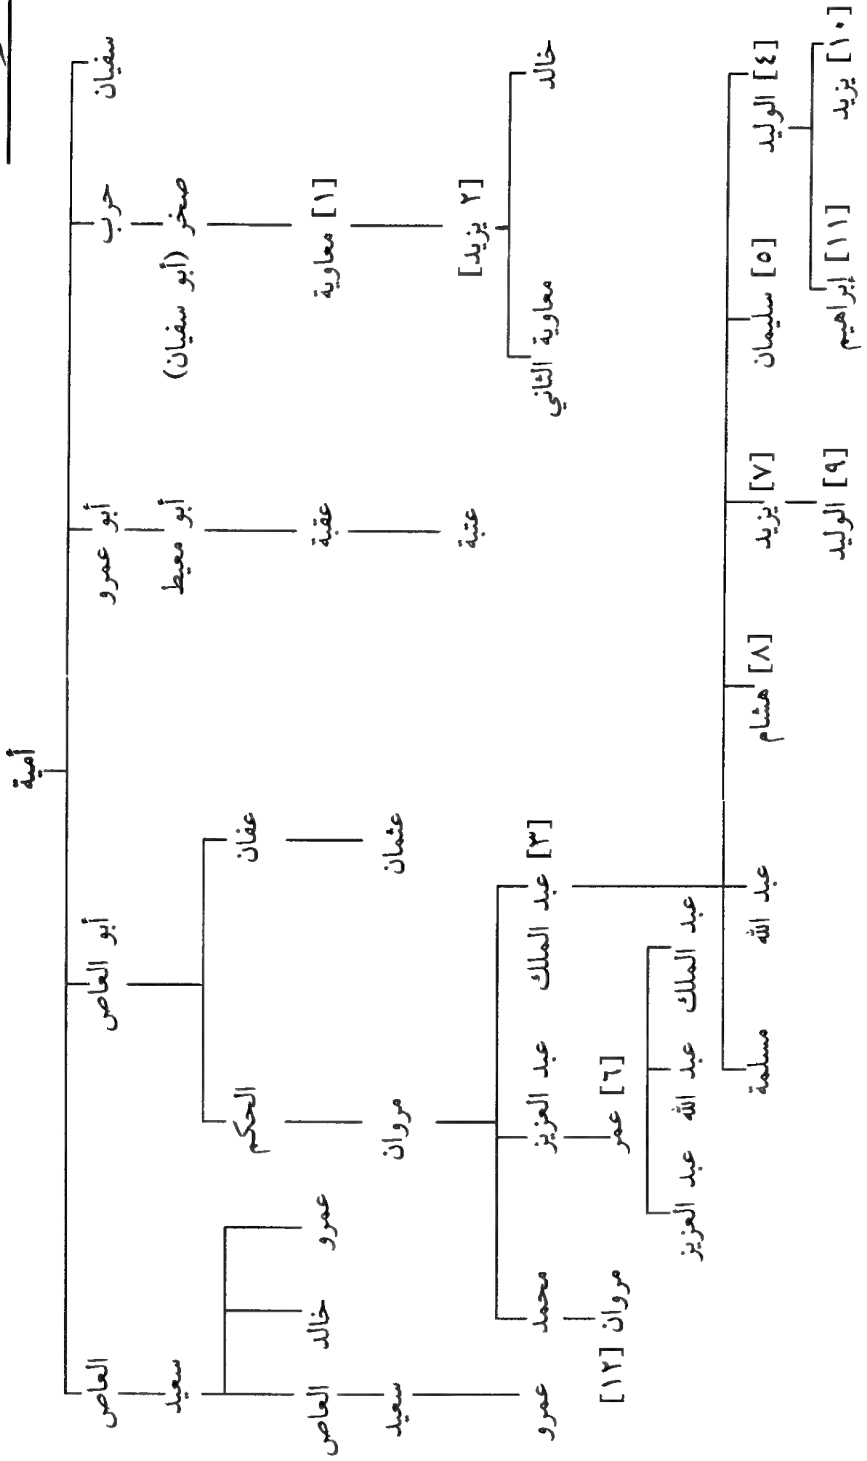 أمية
سفيان
حرب
أبو عمرو
أبو العاص
العاص
صخر (أبو سفيان)
أبو معيط
سعيد
عفان
الحكم
[١] معاوية
عقبة
عمرو
خالد
العاص
عثمان
مروان
سعيد
[٢ يزيد]
عتبة
خالد
معاوية الثاني
[٣] عبد الملك
عبد العزيز
محمد
عمرو
عمر [٦]
مروان [١٢]
عبد الملك
عبد الله
عبد العزيز
[٤] الوليد
[٥] سليمان
[٧] يزيد
[٨] هشام
عبد الله
مسلمة
[١٠] يزيد
[١١] إبراهيم
[٩] الوليد